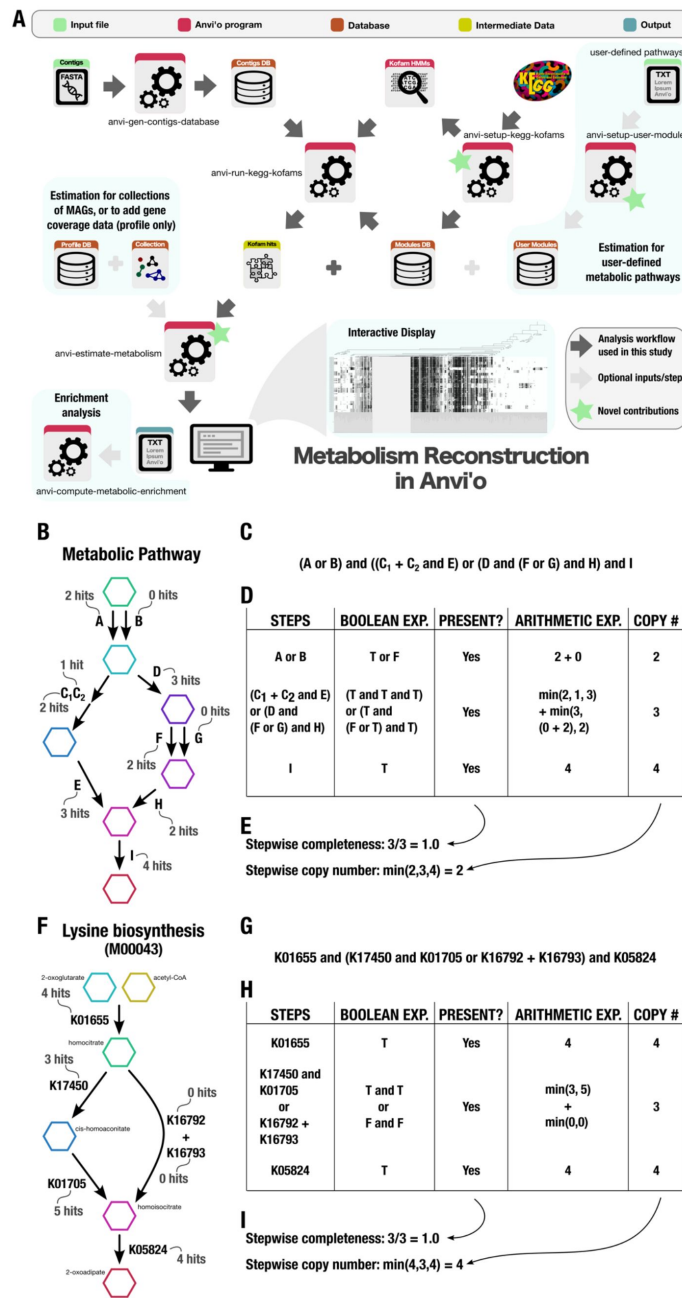 A
Input file
Anvi'o program
Database
Intermediate Data
Output
Contigs
FASTA
anvi-gen-contigs-database
Contigs DB
Kofam HMMs
KEGG
user-defined pathways
TXT
Lorem
Ipsum
Anvi'o
anvi-setup-kegg-kofams
anvi-setup-user-module
anvi-run-kegg-kofams
Estimation for collections
of MAGs, or to add gene
coverage data (profile only)
Profile DB
Collection
Kofam hits
Modules DB
User Modules
Estimation for
user-defined
metabolic pathways
anvi-estimate-metabolism
Interactive Display
Analysis workflow
used in this study
Optional inputs/step
Novel contributions
Enrichment
analysis
TXT
Lorem
Ipsum
Anvi'o
anvi-compute-metabolic-enrichment
Metabolism Reconstruction
in Anvi'o
B
Metabolic Pathway
2 hits
0 hits
A
B
1 hit
C₁C₂
2 hits
D
3 hits
0 hits
F
G
2 hits
E
3 hits
H
2 hits
I
4 hits
C
(A or B) and ((C₁ + C₂ and E) or (D and (F or G) and H) and I
D
STEPS BOOLEAN EXP. PRESENT? ARITHMETIC EXP. COPY #
A or B T or F Yes 2 + 0 2
(C₁ + C₂ and E) (T and T and T) min(2, 1, 3)
or (D and or (T and Yes + min(3, 3
(F or G) and H) (F or T) and T) (0 + 2), 2)
I T Yes 4 4
E
Stepwise completeness: 3/3 = 1.0
Stepwise copy number: min(2,3,4) = 2
F
Lysine biosynthesis
(M00043)
2-oxoglutarate
acetyl-CoA
4 hits
K01655
homocitrate
3 hits
K17450
0 hits
K16792
+
K16793
0 hits
cis-homoaconitate
K01705
5 hits
homoisocitrate
K05824
4 hits
2-oxoadipate
G
K01655 and (K17450 and K01705 or K16792 + K16793) and K05824
H
STEPS BOOLEAN EXP. PRESENT? ARITHMETIC EXP. COPY #
K01655 T Yes 4 4
K17450 and
K01705 T and T min(3, 5)
or or Yes + 3
K16792 + F and F min(0,0)
K16793
K05824 T Yes 4 4
I
Stepwise completeness: 3/3 = 1.0
Stepwise copy number: min(4,3,4) = 4